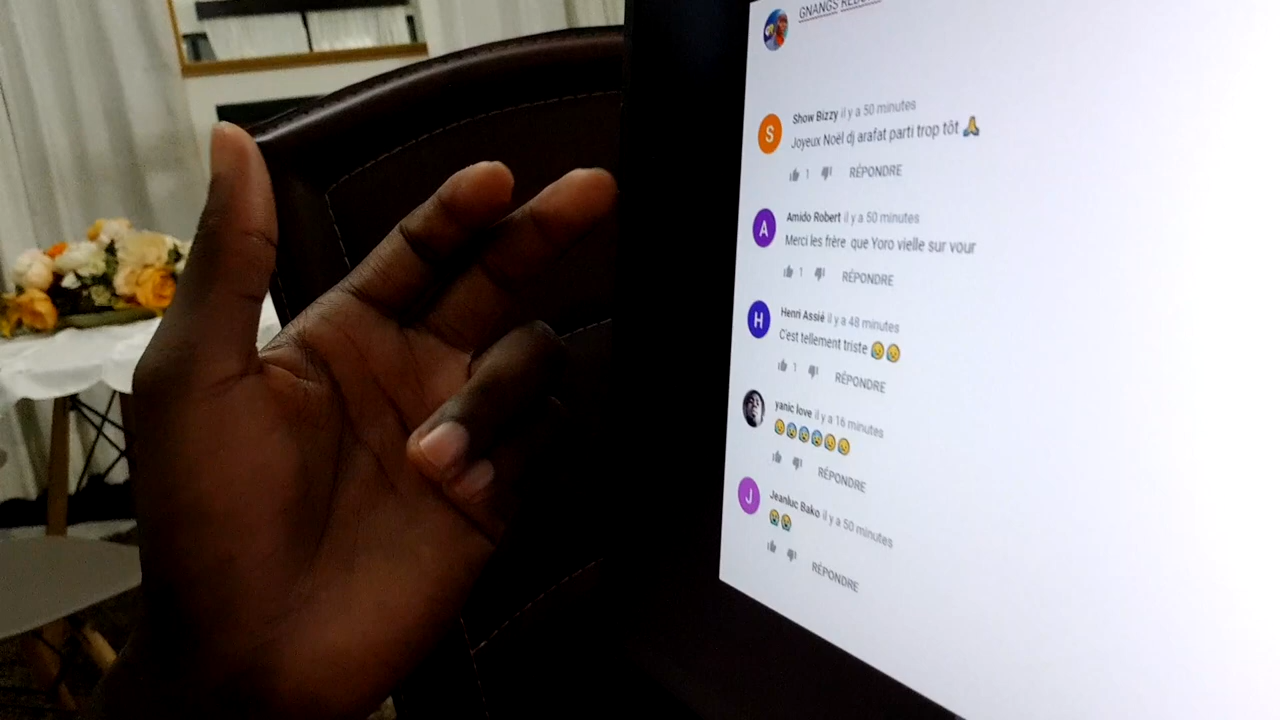 GNANGS
S
Show Bizzy il y a 50 minutes
Joyeux Noël dj arafat parti trop tôt 🙏
1 RÉPONDRE
A
Amido Robert il y a 50 minutes
Merci les frère que Yoro vielle sur vour
1 RÉPONDRE
H
Henri Assié il y a 48 minutes
C'est tellement triste 😥😥
1 RÉPONDRE
yanic love il y a 16 minutes
😥😰😰😰😥😥
RÉPONDRE
J
Jeanluc Bako il y a 50 minutes
😭😭
RÉPONDRE